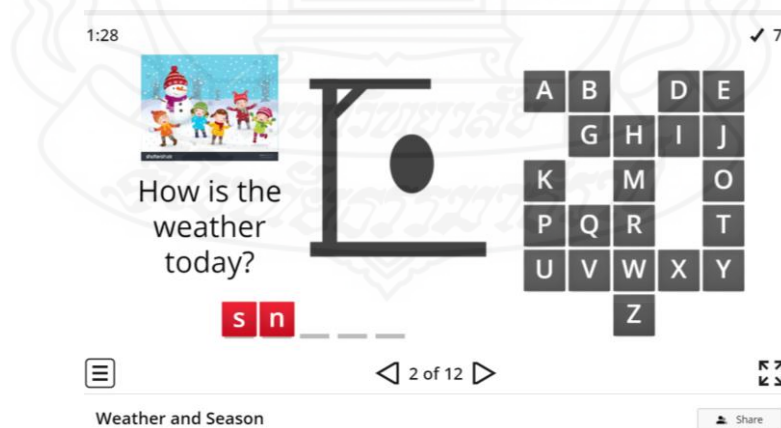 1:28
✓ 7
How is the
weather
today?
s n _ _ _
A B D E
G H I J
K M O
P Q R T
U V W X Y
Z
2 of 12
Weather and Season
Share